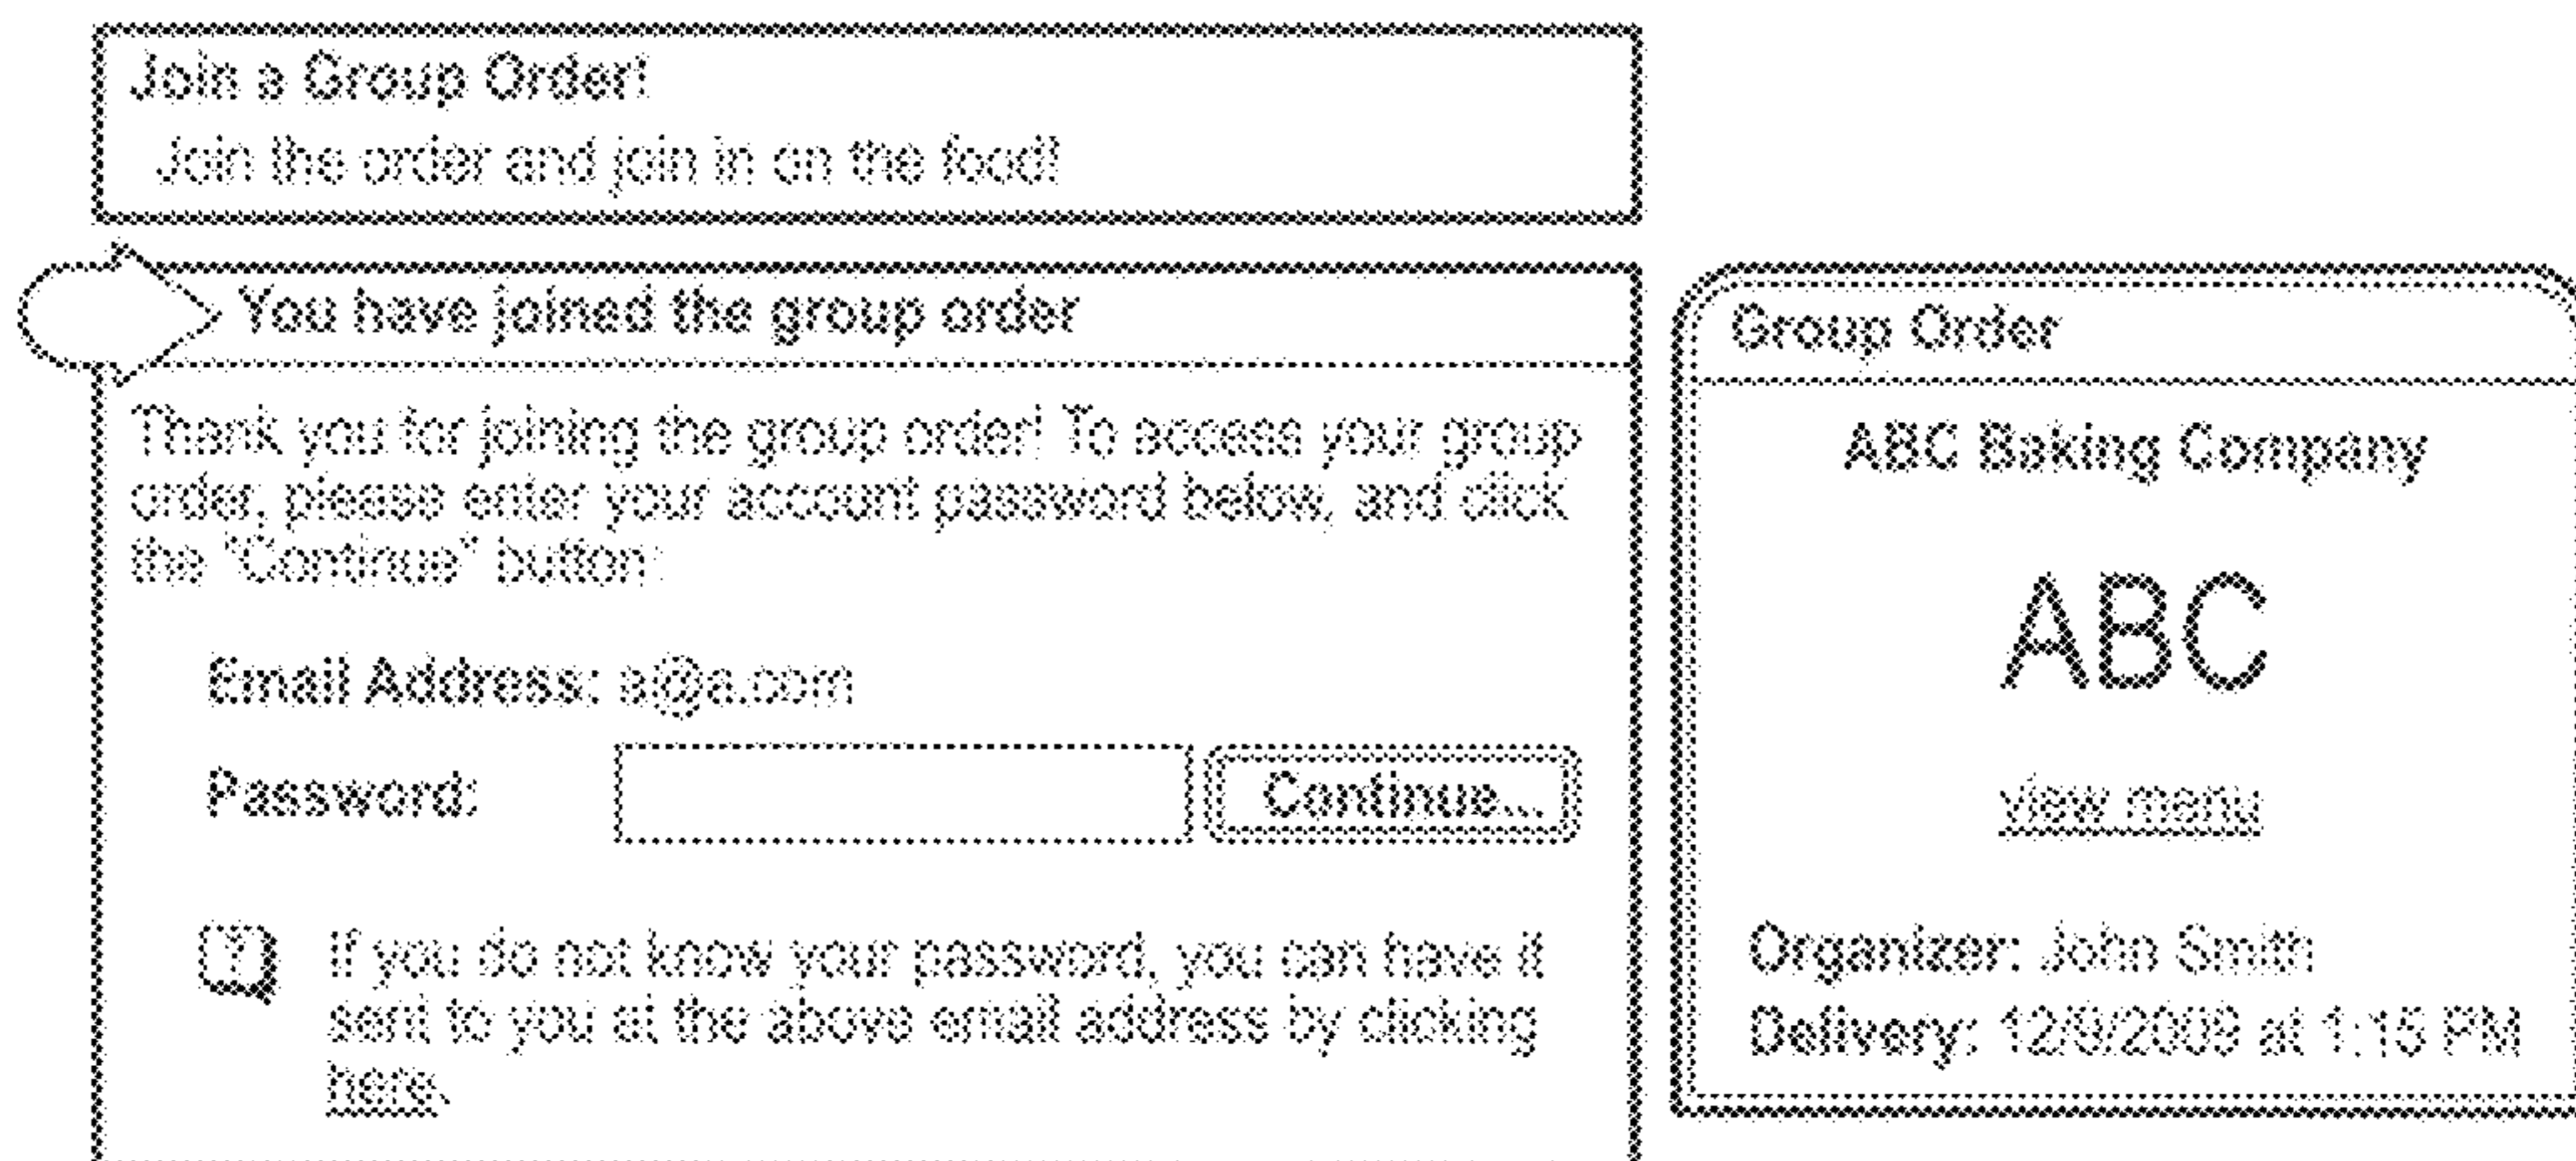 Join a Group Order!
Join the order and join in on the food!
You have joined the group order
Thank you for joining the group order! To access your group
order, please enter your account password below, and click
the "Continue" button:
Email Address: a@a.com
Password:
Continue...
?
If you do not know your password, you can have it
sent to you at the above email address by clicking
here.
Group Order
ABC Baking Company
ABC
view menu
Organizer: John Smith
Delivery: 12/9/2009 at 1:15 PM